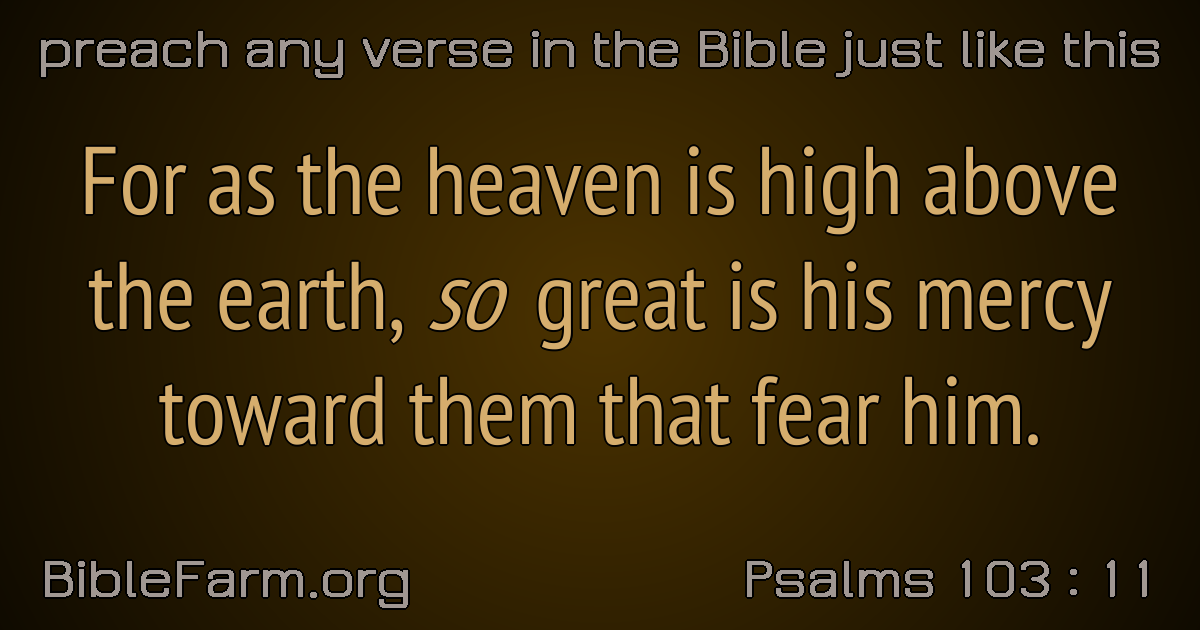 preach any verse in the Bible just like this
For as the heaven is high above
the earth, so great is his mercy
toward them that fear him.
BibleFarm.org
Psalms 103 : 11